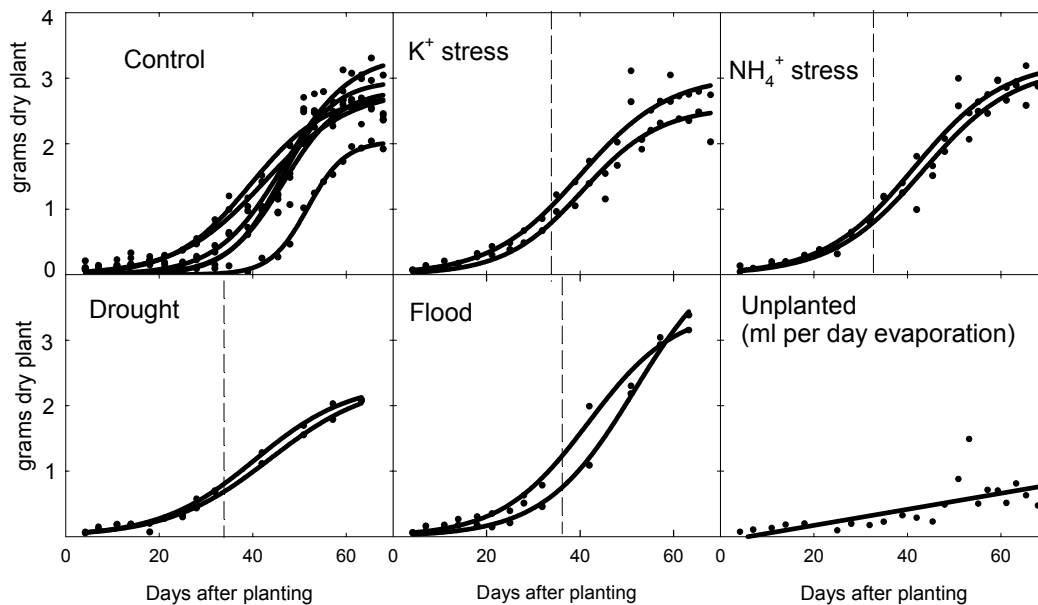 4
3
2
1
0
grams dry plant
Control
K+ stress
NH4+ stress
3
2
1
grams dry plant
Drought
Flood
Unplanted
(ml per day evaporation)
0 20 40 60
0 20 40 60
0 20 40 60
Days after planting
Days after planting
Days after planting